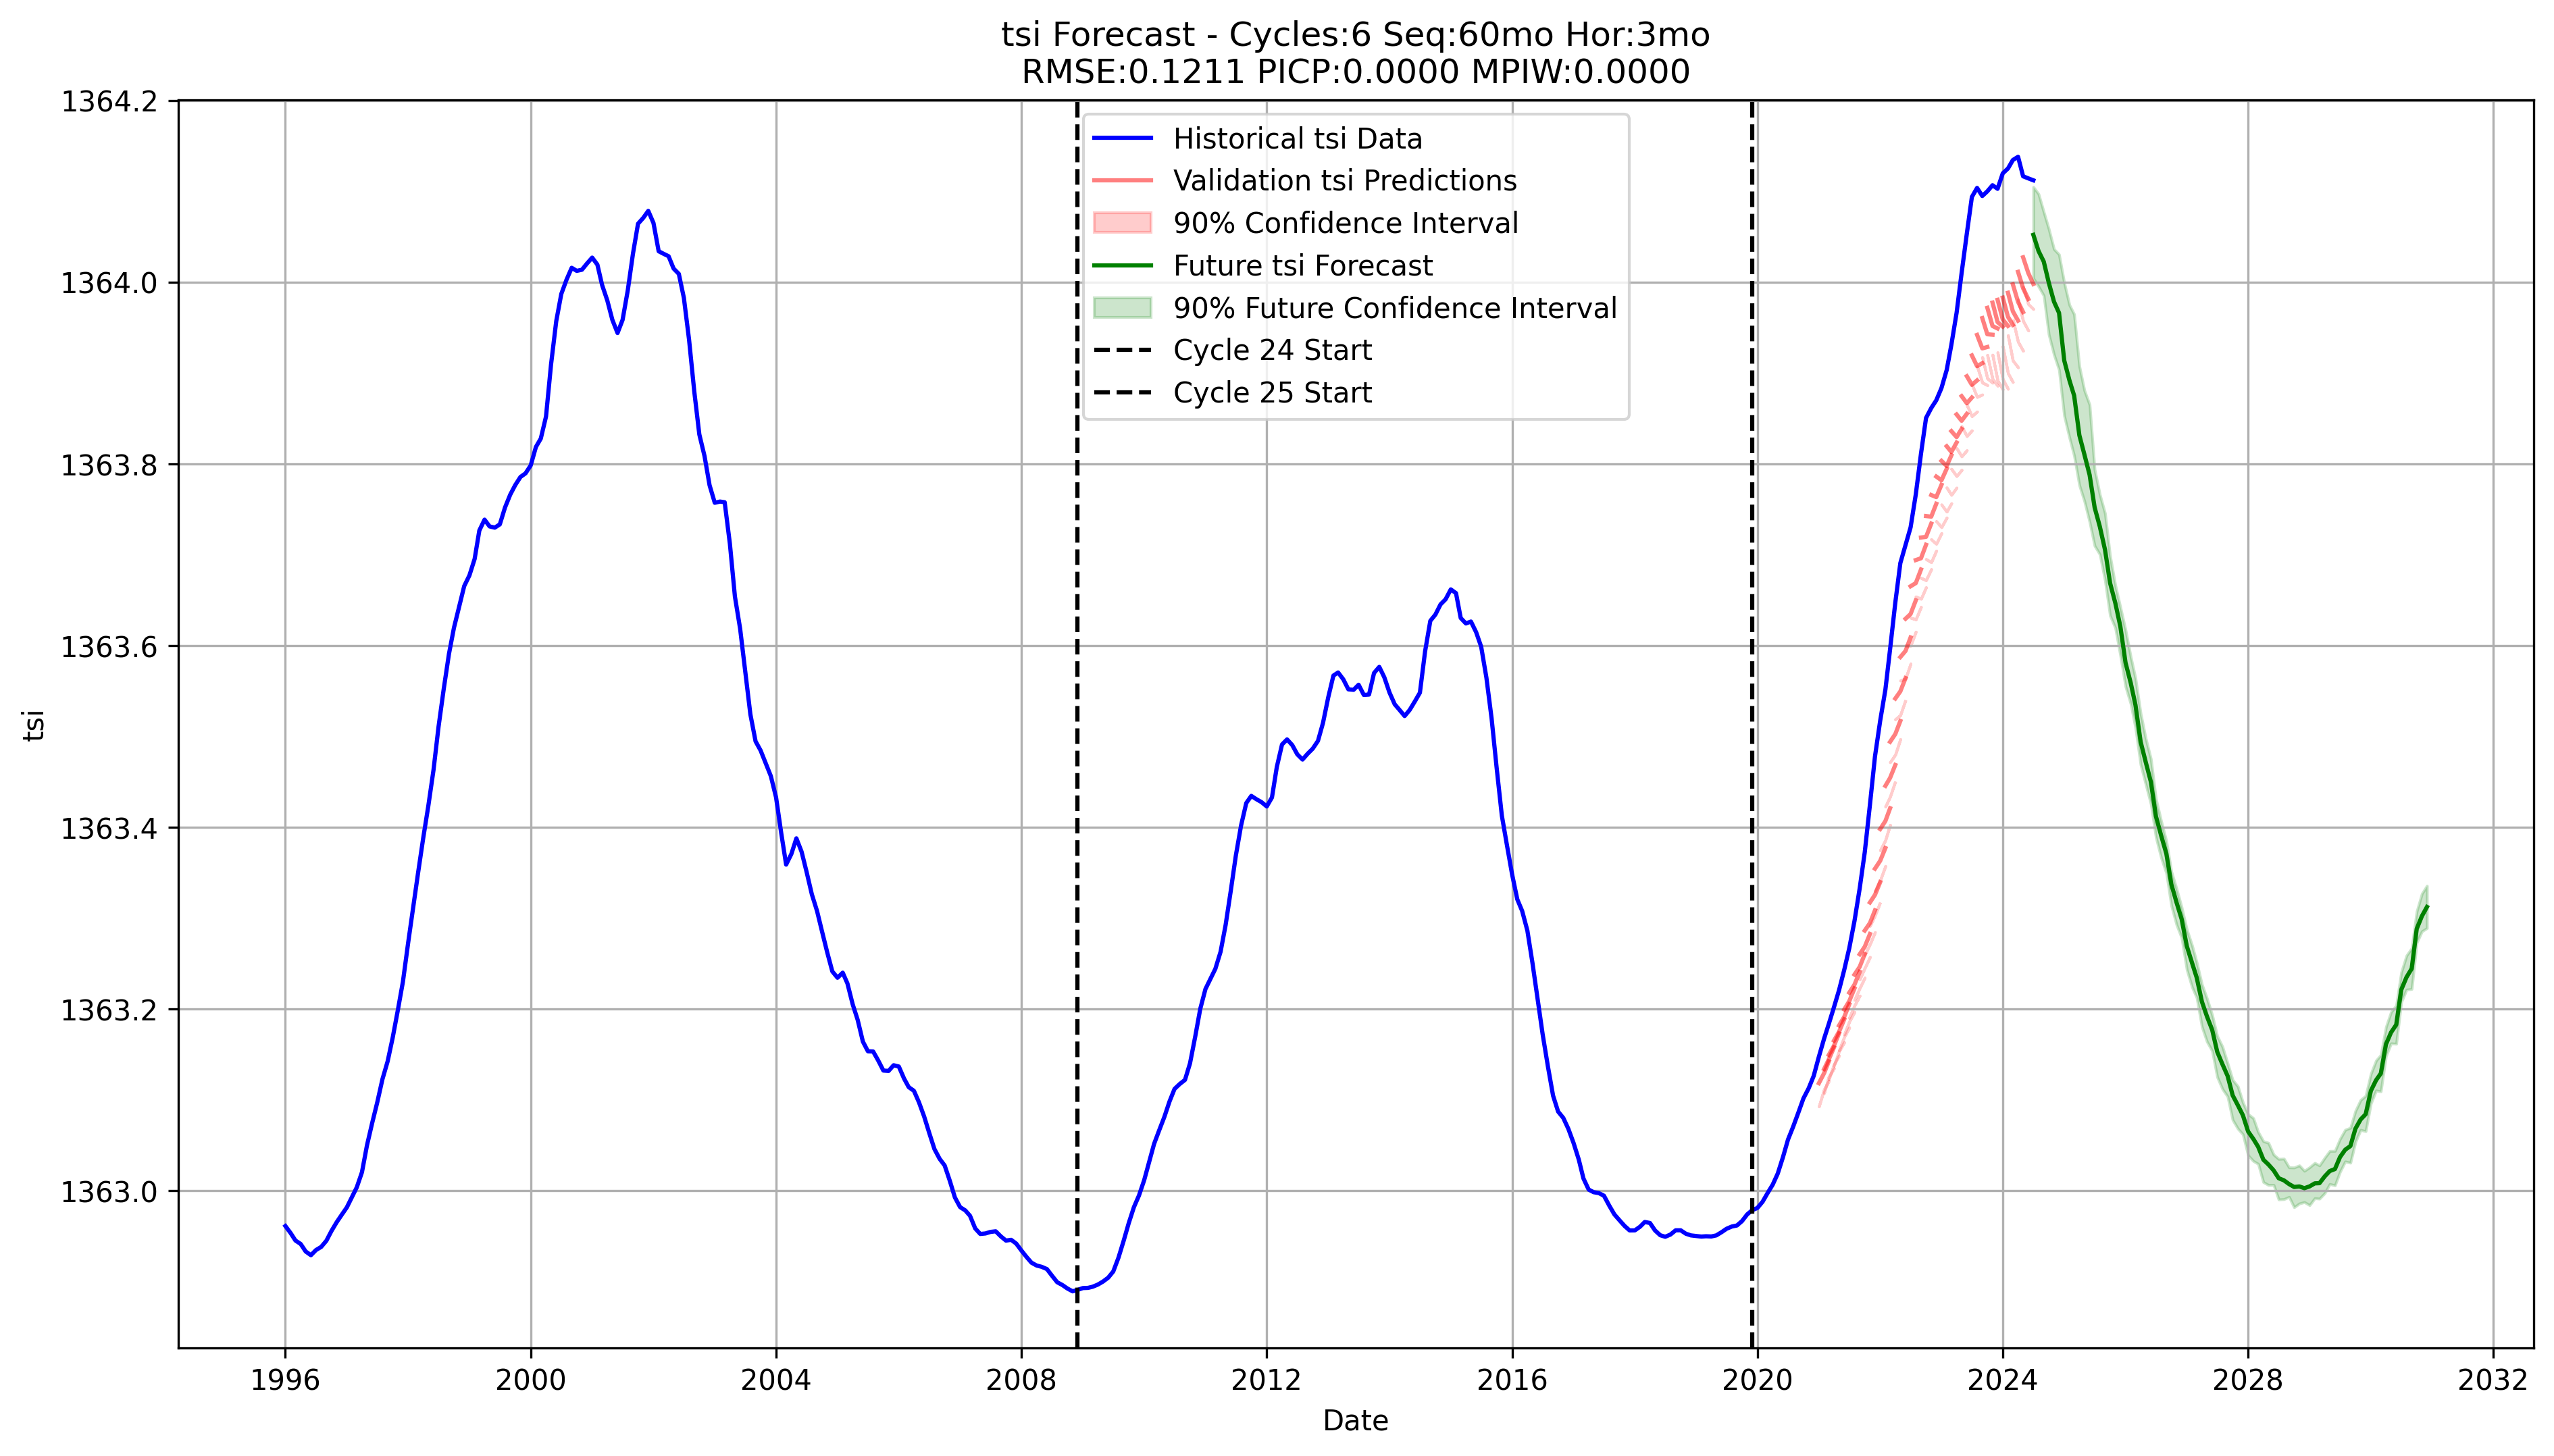 tsi Forecast - Cycles:6 Seq:60mo Hor:3mo
RMSE:0.1211 PICP:0.0000 MPIW:0.0000
1364.2
1364.0
1363.8
1363.6
1363.4
1363.2
1363.0
tsi
Historical tsi Data
Validation tsi Predictions
90% Confidence Interval
Future tsi Forecast
90% Future Confidence Interval
Cycle 24 Start
Cycle 25 Start
1996 2000 2004 2008 2012 2016 2020 2024 2028 2032
Date